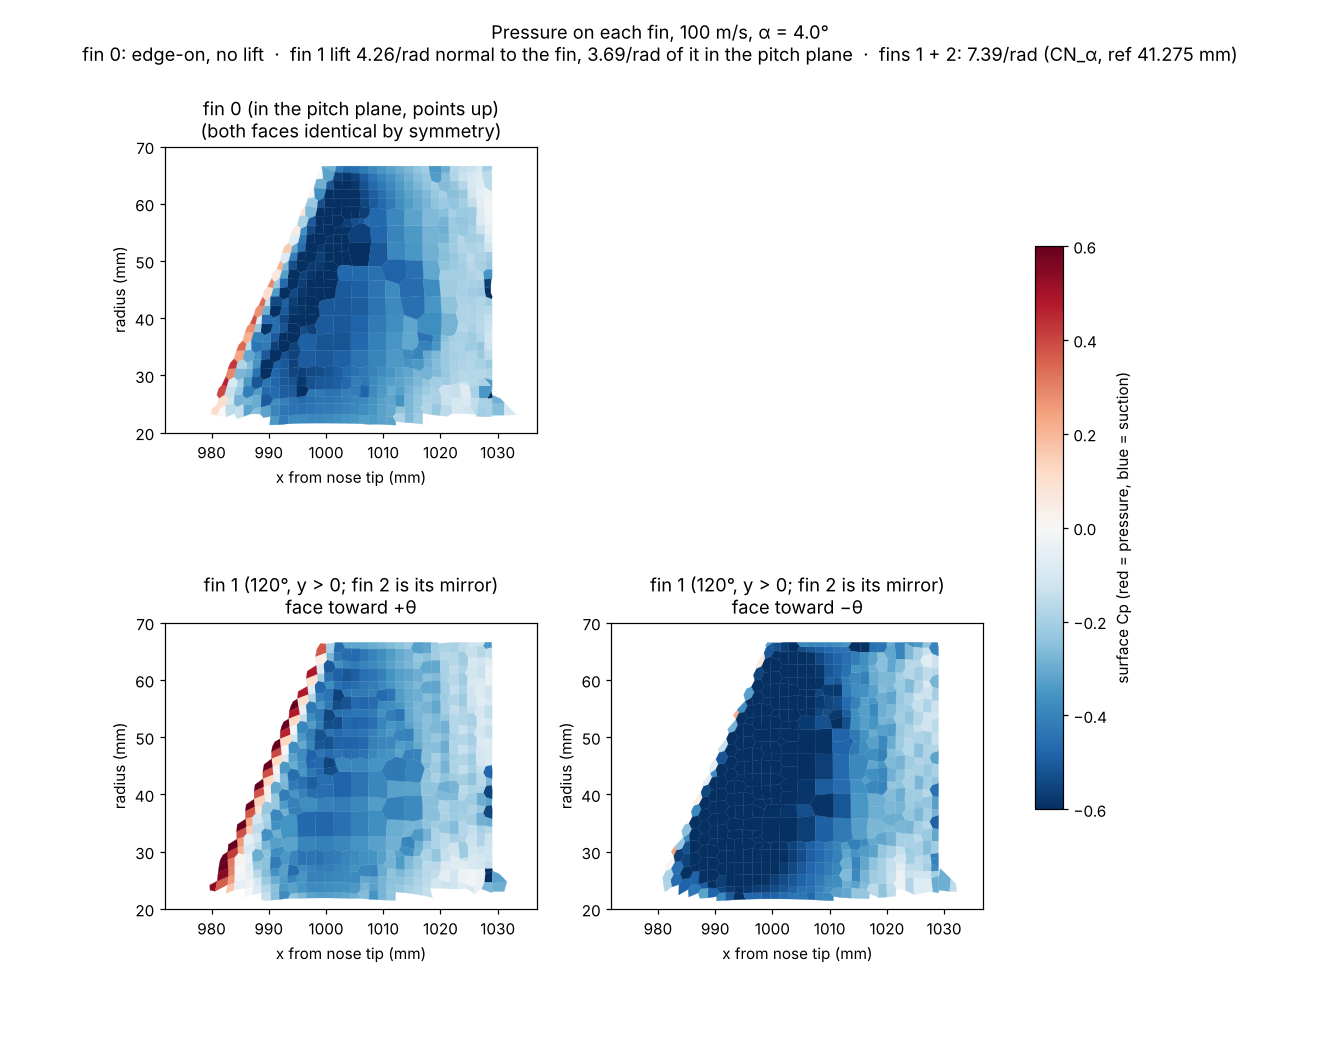 Pressure on each fin, 100 m/s, α = 4.0°
fin 0: edge-on, no lift · fin 1 lift 4.26/rad normal to the fin, 3.69/rad of it in the pitch plane · fins 1 + 2: 7.39/rad (CN_α, ref 41.275 mm)
fin 0 (in the pitch plane, points up)
(both faces identical by symmetry)
70
60
50
40
30
20
radius (mm)
980 990 1000 1010 1020 1030
x from nose tip (mm)
fin 1 (120°, y > 0; fin 2 is its mirror)
face toward +θ
70
60
50
40
30
20
radius (mm)
980 990 1000 1010 1020 1030
x from nose tip (mm)
fin 1 (120°, y > 0; fin 2 is its mirror)
face toward −θ
70
60
50
40
30
20
radius (mm)
980 990 1000 1010 1020 1030
x from nose tip (mm)
0.6
0.4
0.2
0.0
−0.2
−0.4
−0.6
surface Cp (red = pressure, blue = suction)